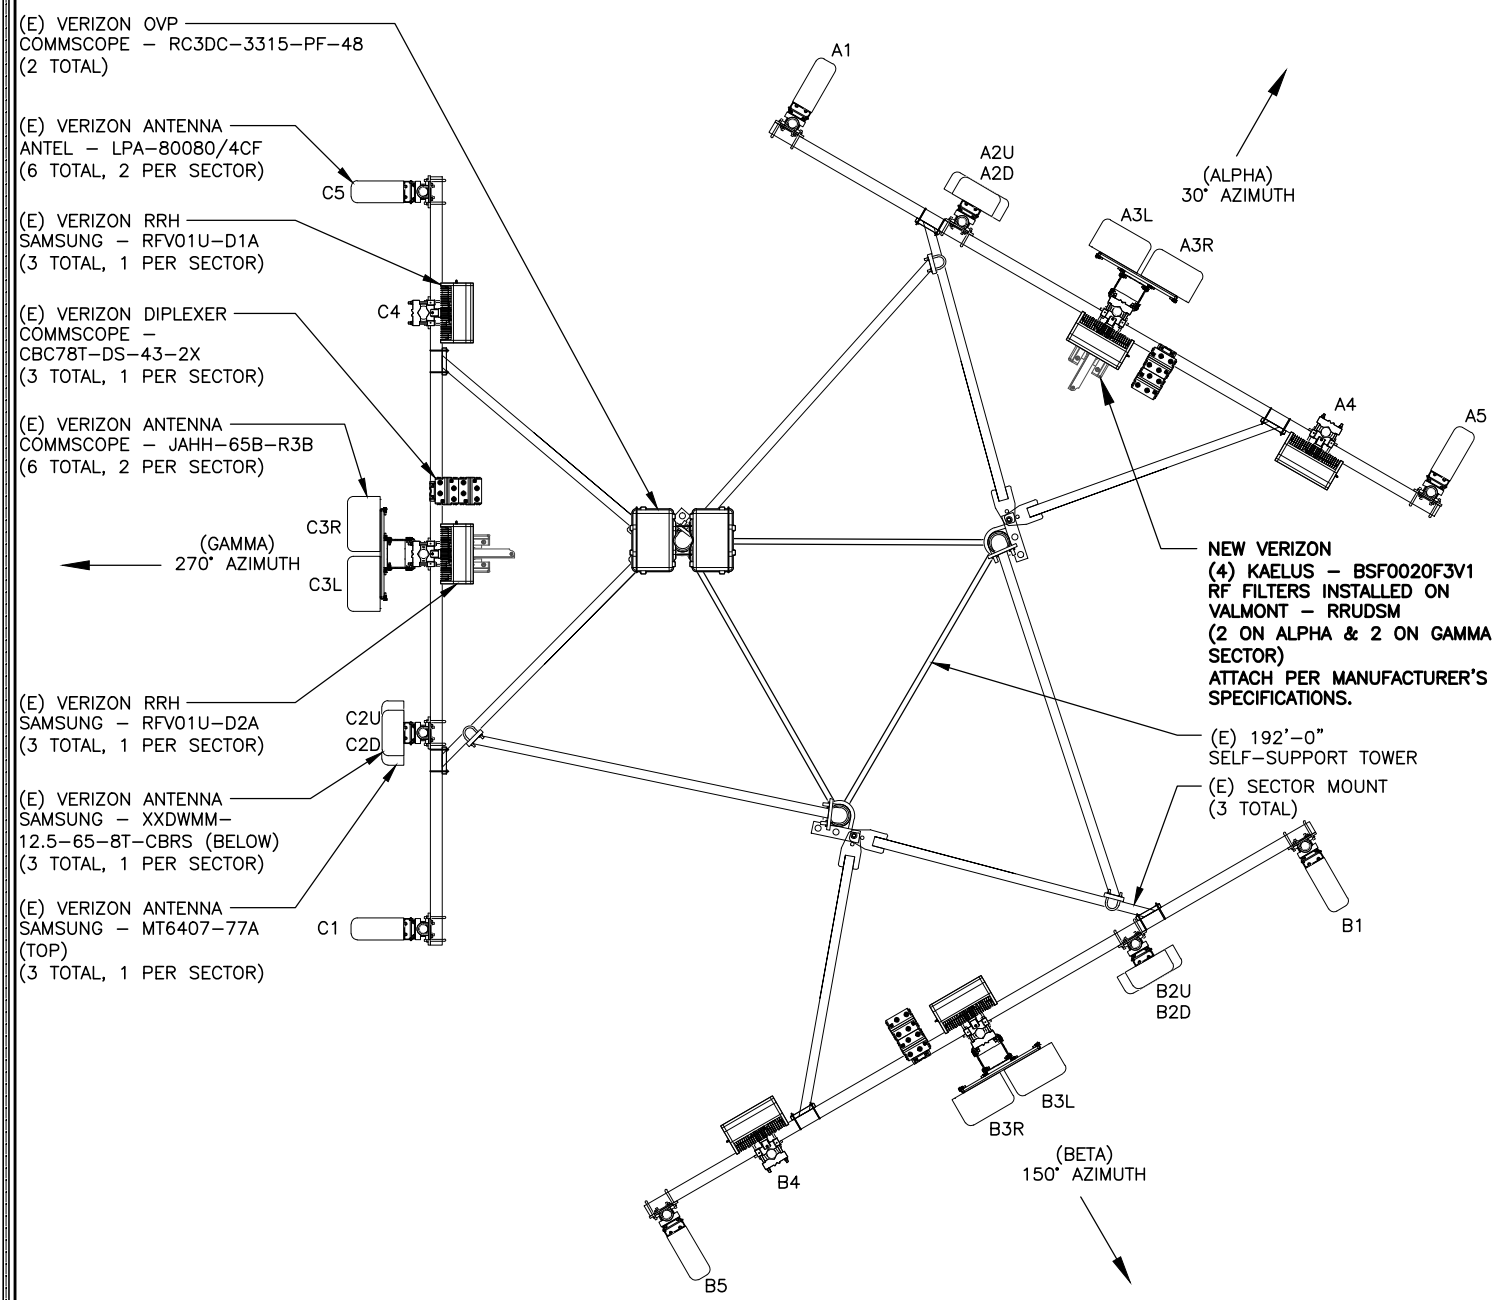 (E) VERIZON OVP
COMMSCOPE – RC3DC–3315–PF–48
(2 TOTAL)
(E) VERIZON ANTENNA
ANTEL – LPA–80080/4CF
(6 TOTAL, 2 PER SECTOR)
(E) VERIZON RRH
SAMSUNG – RFV01U–D1A
(3 TOTAL, 1 PER SECTOR)
(E) VERIZON DIPLEXER
COMMSCOPE –
CBC78T–DS–43–2X
(3 TOTAL, 1 PER SECTOR)
(E) VERIZON ANTENNA
COMMSCOPE – JAHH–65B–R3B
(6 TOTAL, 2 PER SECTOR)
(GAMMA)
270° AZIMUTH
(E) VERIZON RRH
SAMSUNG – RFV01U–D2A
(3 TOTAL, 1 PER SECTOR)
(E) VERIZON ANTENNA
SAMSUNG – XXDWMM–
12.5–65–8T–CBRS (BELOW)
(3 TOTAL, 1 PER SECTOR)
(E) VERIZON ANTENNA
SAMSUNG – MT6407–77A
(TOP)
(3 TOTAL, 1 PER SECTOR)
C5
C4
C3R
C3L
C2U
C2D
C1
A1
A2U
A2D
A3L
A3R
A4
A5
(ALPHA)
30° AZIMUTH
NEW VERIZON
(4) KAELUS – BSF0020F3V1
RF FILTERS INSTALLED ON
VALMONT – RRUDSM
(2 ON ALPHA & 2 ON GAMMA
SECTOR)
ATTACH PER MANUFACTURER'S
SPECIFICATIONS.
(E) 192'–0"
SELF–SUPPORT TOWER
(E) SECTOR MOUNT
(3 TOTAL)
B1
B2U
B2D
B3L
B3R
B4
B5
(BETA)
150° AZIMUTH